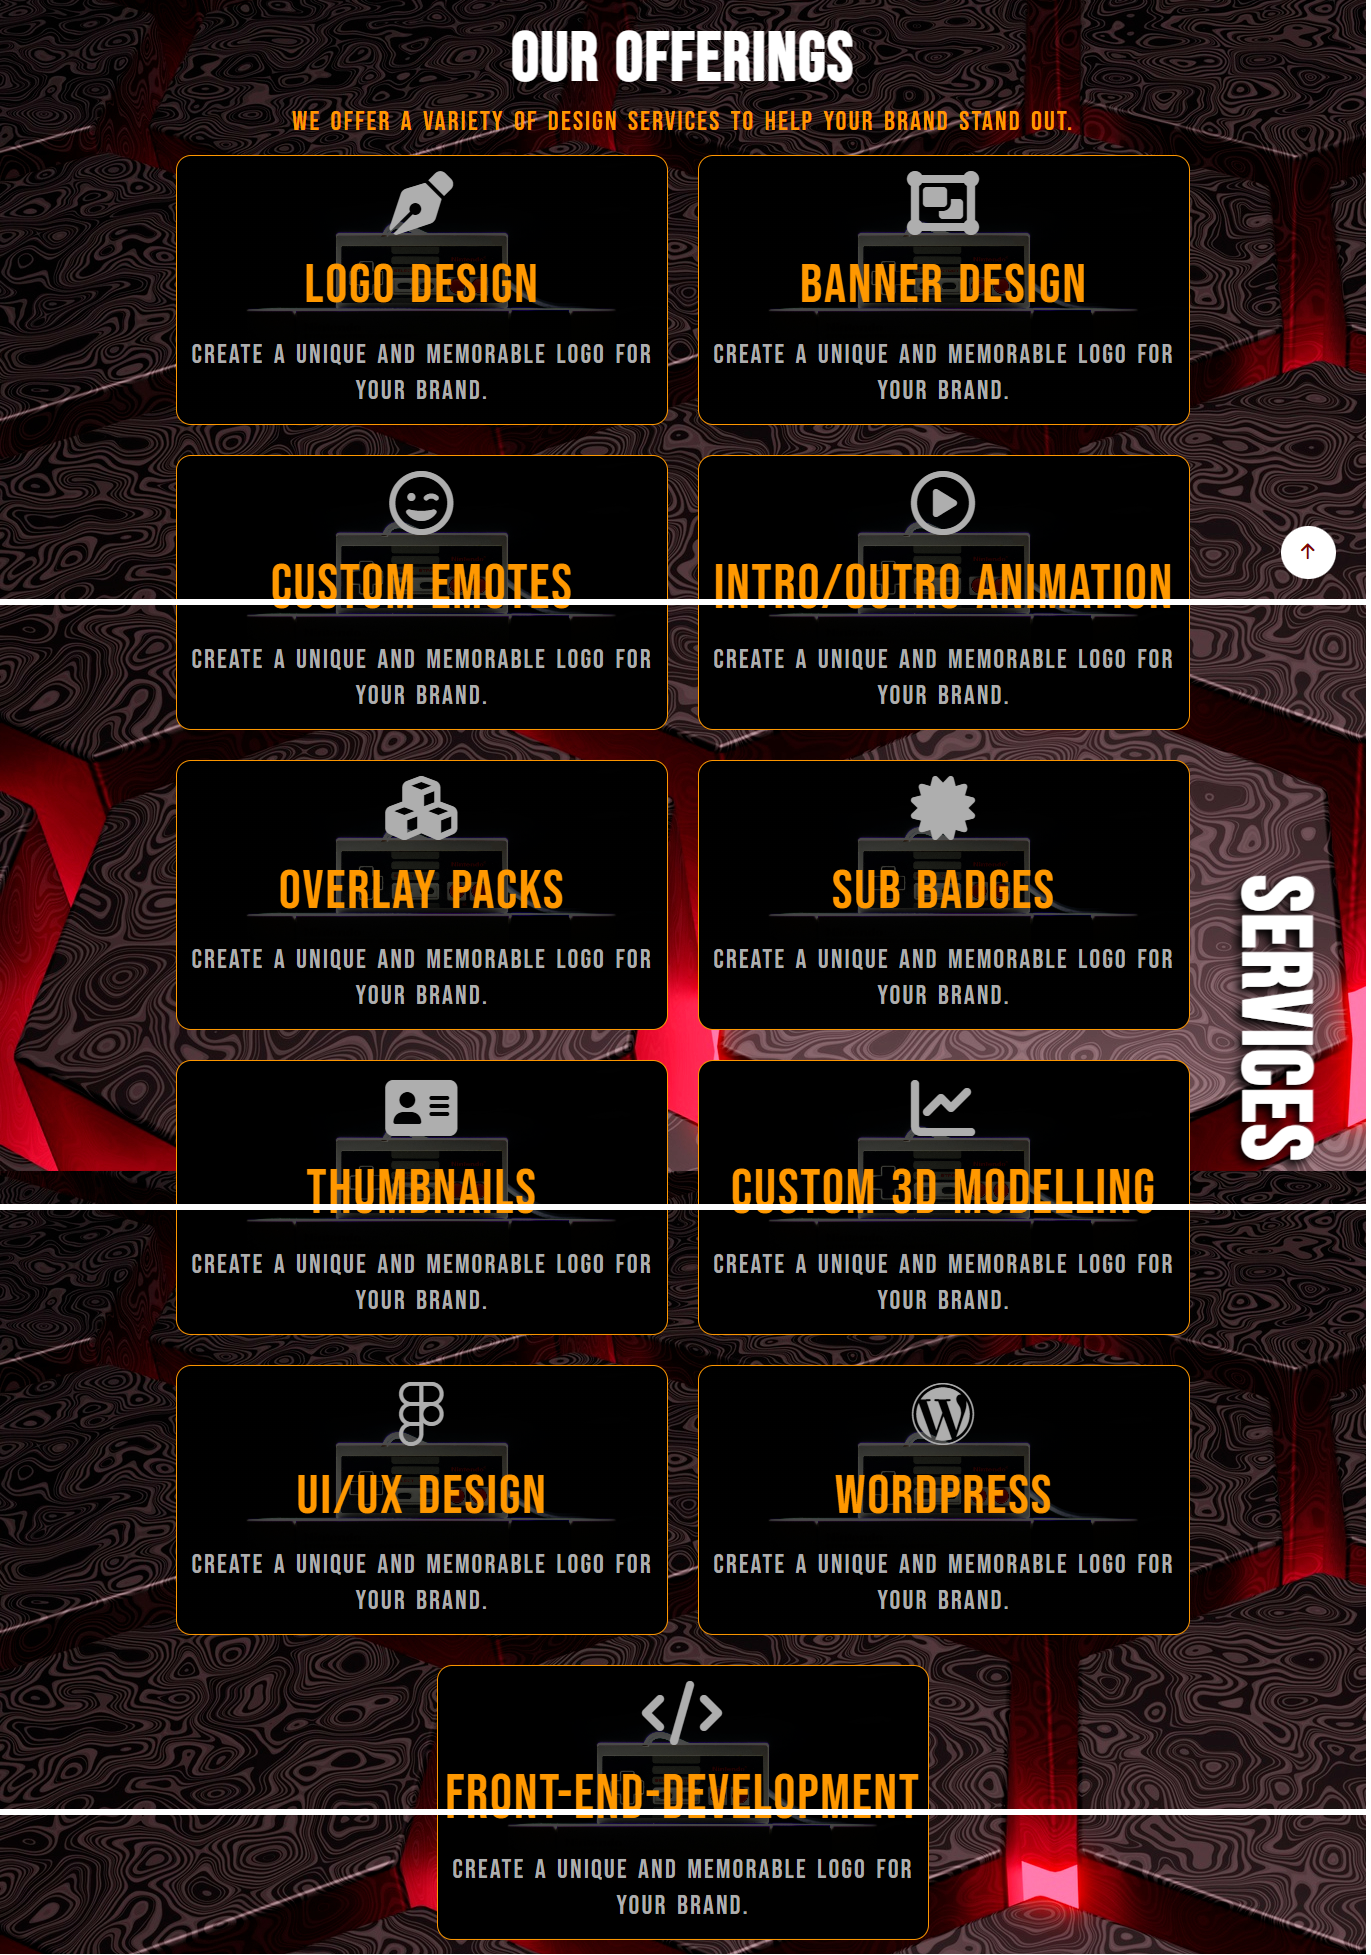 OUR OFFERINGS
WE OFFER A VARIETY OF DESIGN SERVICES TO HELP YOUR BRAND STAND OUT.
LOGO DESIGN
CREATE A UNIQUE AND MEMORABLE LOGO FOR
YOUR BRAND.
BANNER DESIGN
CREATE A UNIQUE AND MEMORABLE LOGO FOR
YOUR BRAND.
CUSTOM EMOTES
CREATE A UNIQUE AND MEMORABLE LOGO FOR
YOUR BRAND.
INTRO/OUTRO ANIMATION
CREATE A UNIQUE AND MEMORABLE LOGO FOR
YOUR BRAND.
OVERLAY PACKS
CREATE A UNIQUE AND MEMORABLE LOGO FOR
YOUR BRAND.
SUB BADGES
CREATE A UNIQUE AND MEMORABLE LOGO FOR
YOUR BRAND.
SERVICES
THUMBNAILS
CREATE A UNIQUE AND MEMORABLE LOGO FOR
YOUR BRAND.
CUSTOM 3D MODELLING
CREATE A UNIQUE AND MEMORABLE LOGO FOR
YOUR BRAND.
UI/UX DESIGN
CREATE A UNIQUE AND MEMORABLE LOGO FOR
YOUR BRAND.
WORDPRESS
CREATE A UNIQUE AND MEMORABLE LOGO FOR
YOUR BRAND.
FRONT-END-DEVELOPMENT
CREATE A UNIQUE AND MEMORABLE LOGO FOR
YOUR BRAND.